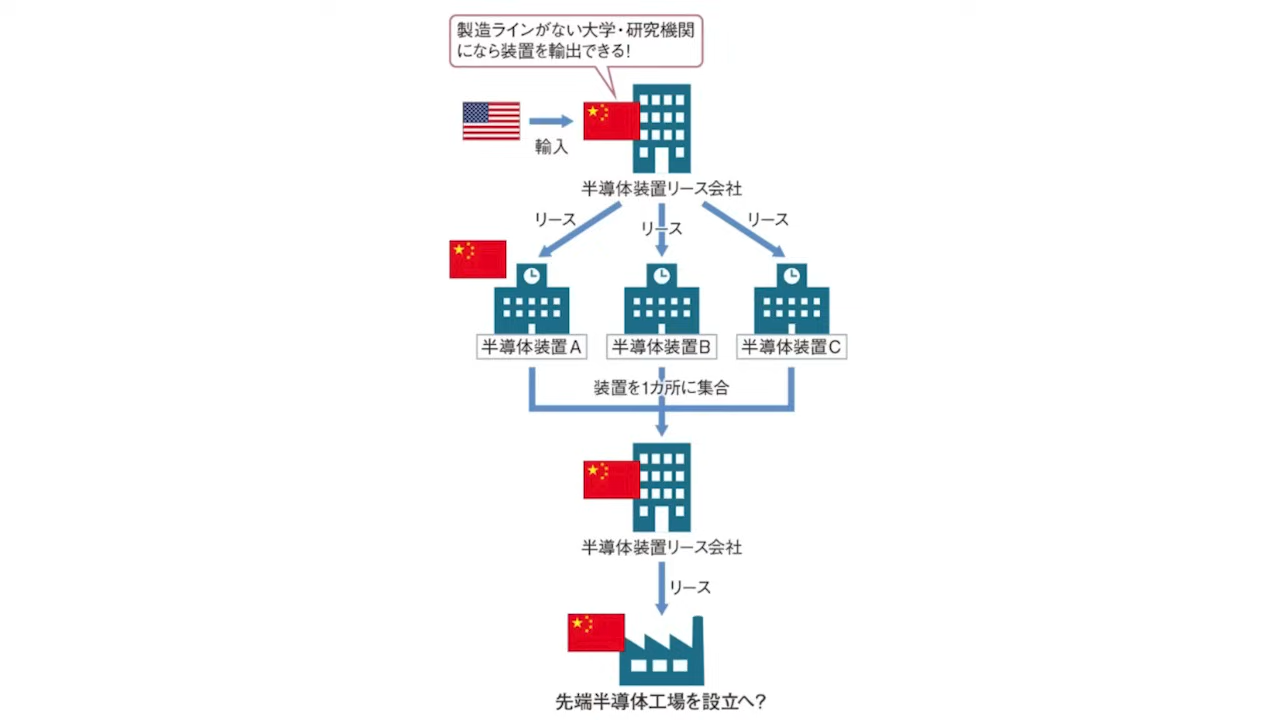 製造ラインがない大学・研究機関
になら装置を輸出できる!
輸入
半導体装置リース会社
リース
リース
リース
半導体装置A
半導体装置B
半導体装置C
装置を1カ所に集合
半導体装置リース会社
リース
先端半導体工場を設立へ?